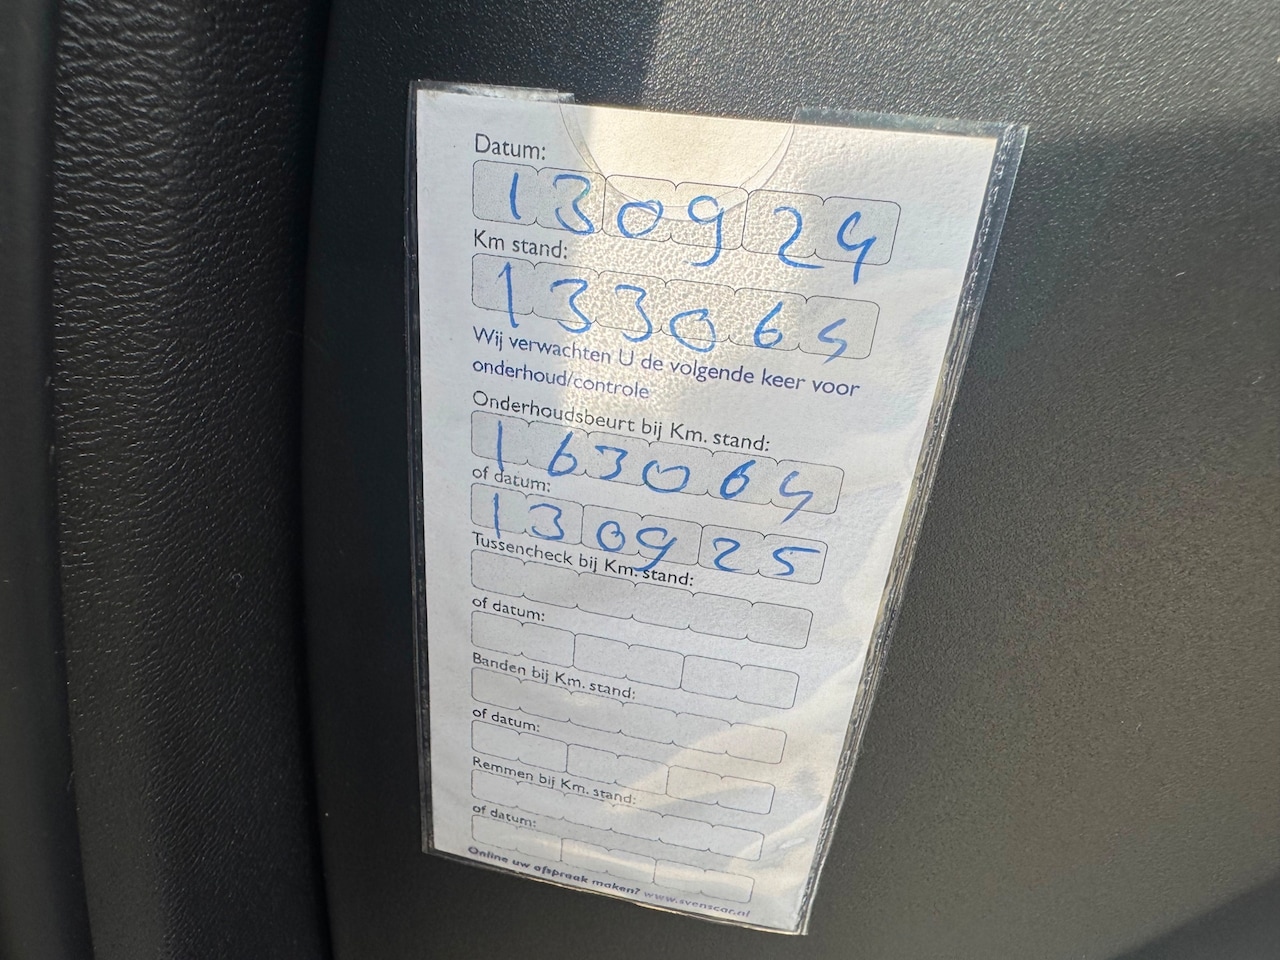 Datum:
130924
Km stand:
133064
Wij verwachten U de volgende keer voor
onderhoud/controle
Onderhoudsbeurt bij Km. stand:
163064
of datum:
130925
Tussencheck bij Km. stand:
of datum:
Banden bij Km. stand:
of datum:
Remmen bij Km. stand:
of datum:
Online uw afspraak maken? www.svenscar.nl